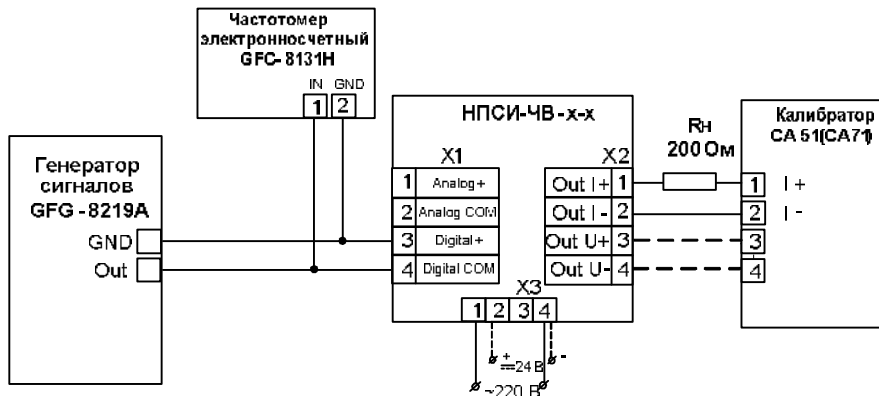 Частотомер
электронносчетный
GFC- 8131H
IN GND
1 2
НПСИ-ЧВ-х-х
X1
1 Analog+
2 Analog COM
3 Digital+
4 Digital COM
X2
Out I+ 1
Out I- 2
Out U+ 3
Out U- 4
X3
1 2 3 4
+ -
24 В
~220 В
Генератор
сигналов
GFG -8219A
GND
Out
Rн
200 Ом
Калибратор
CA 51(CA71)
1 I +
2 I -
3
4